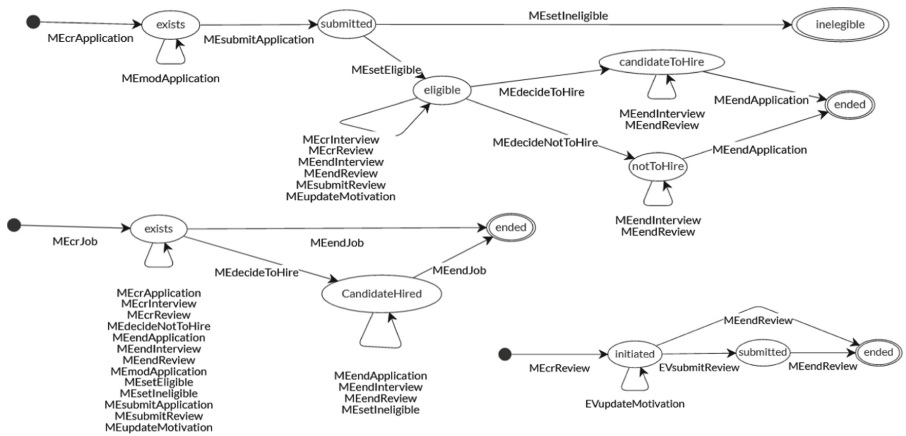 MEcrApplication
exists
MEmodApplication
MEsubmitApplication
submitted
MEsetIneligible
inelegible
MEsetEligible
eligible
MEcrInterview
MEcrReview
MEendInterview
MEendReview
MEsubmitReview
MEupdateMotivation
MEdecideToHire
candidateToHire
MEendInterview
MEendReview
MEendApplication
ended
MEdecideNotToHire
notToHire
MEendInterview
MEendReview
MEendApplication
MEcrJob
exists
MEendJob
ended
MEdecideToHire
MEendJob
CandidateHired
MEcrApplication
MEcrInterview
MEcrReview
MEdecideNotToHire
MEendApplication
MEendInterview
MEendReview
MEmodApplication
MEsetEligible
MEsetIneligible
MEsubmitApplication
MEsubmitReview
MEupdateMotivation
MEendApplication
MEendInterview
MEendReview
MEsetIneligible
MEcrReview
initiated
EVupdateMotivation
EVsubmitReview
submitted
MEendReview
MEendReview
ended